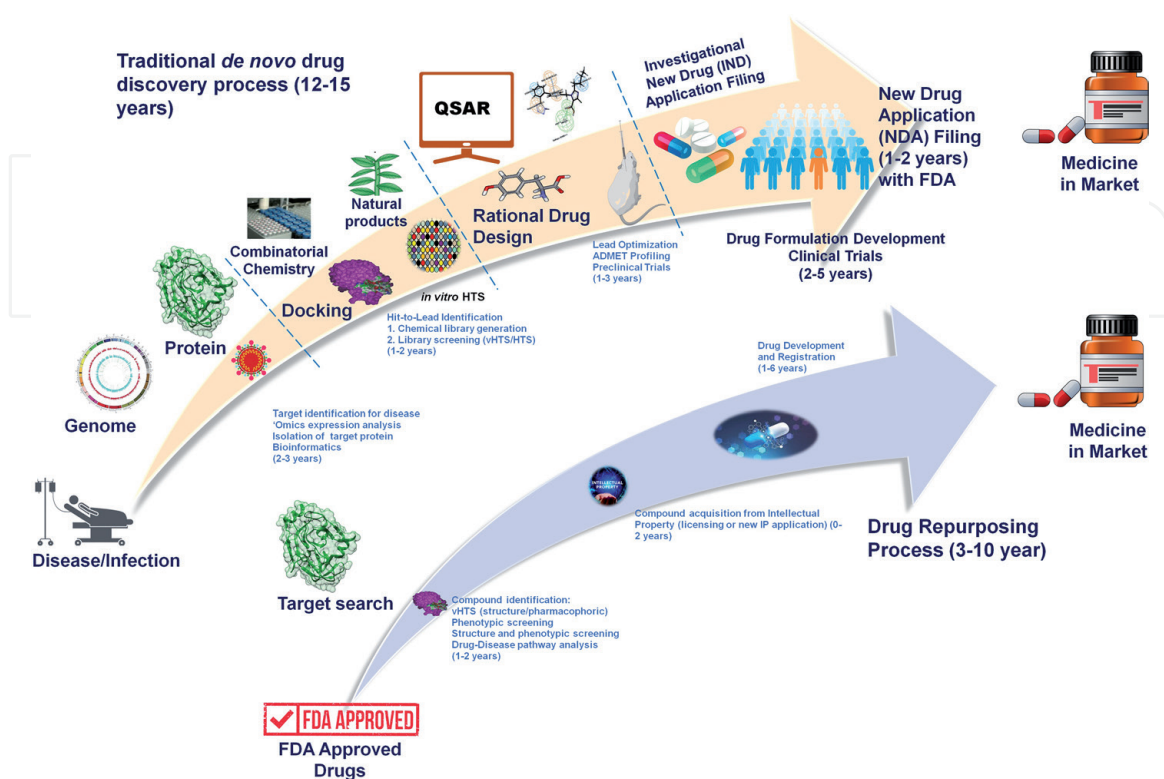 Traditional de novo drug
discovery process (12-15
years)
QSAR
Investigational
New Drug (IND)
Application Filing
New Drug
Application
(NDA) Filing
(1-2 years)
with FDA
Medicine
in Market
Natural
products
Rational Drug
Design
Combinatorial
Chemistry
Docking
in vitro HTS
Protein
Genome
Disease/Infection
Lead Optimization
ADMET Profiling
Preclinical Trials
(1-3 years)
Drug Formulation Development
Clinical Trials
(2-5 years)
Hit-to-Lead Identification
1. Chemical library generation
2. Library screening (vHTS/HTS)
(1-2 years)
Target identification for disease
'Omics expression analysis
Isolation of target protein
Bioinformatics
(2-3 years)
Drug Development
and Registration
(1-6 years)
Medicine
in Market
INTELLECTUAL
PROPERTY
Compound acquisition from Intellectual
Property (licensing or new IP application) (0-
2 years)
Drug Repurposing
Process (3-10 year)
Target search
Compound identification:
vHTS (structure/pharmacophoric)
Phenotypic screening
Structure and phenotypic screening
Drug-Disease pathway analysis
(1-2 years)
FDA APPROVED
FDA Approved
Drugs